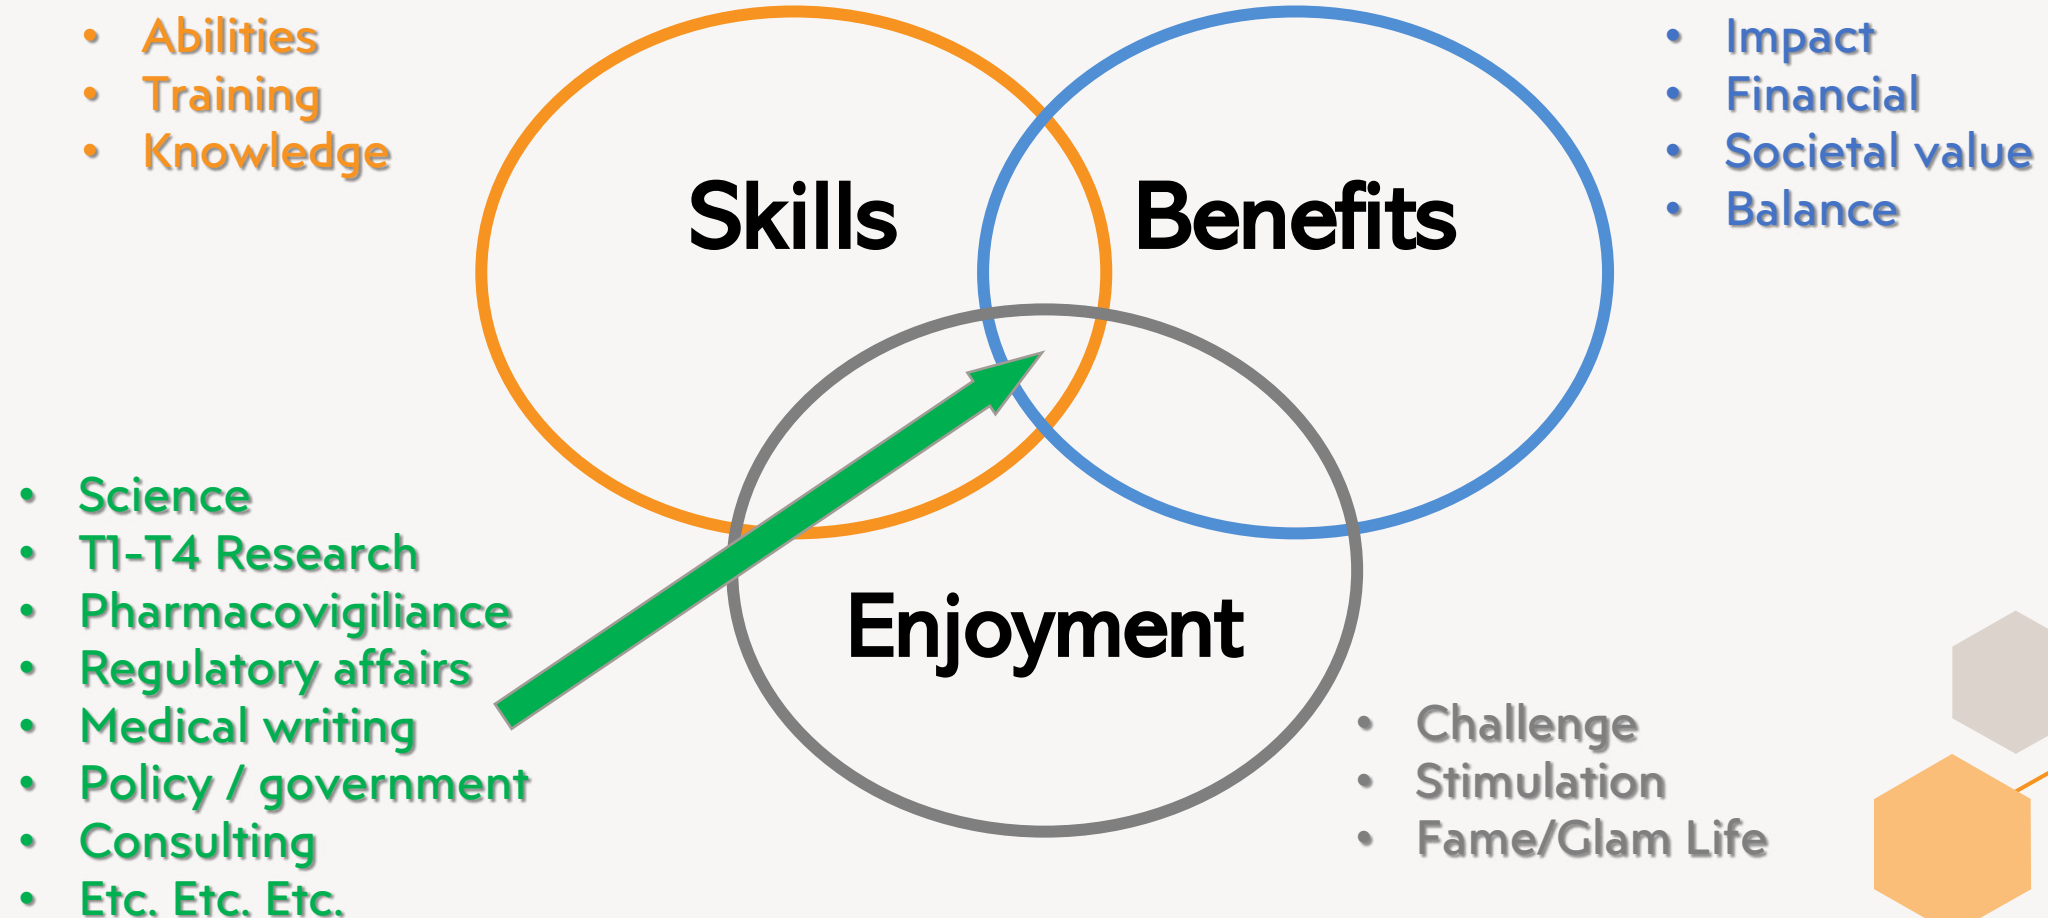 • Abilities
• Training
• Knowledge
• Impact
• Financial
• Societal value
• Balance
Skills
Benefits
Enjoyment
• Science
• T1-T4 Research
• Pharmacovigiliance
• Regulatory affairs
• Medical writing
• Policy / government
• Consulting
• Etc. Etc. Etc.
• Challenge
• Stimulation
• Fame/Glam Life